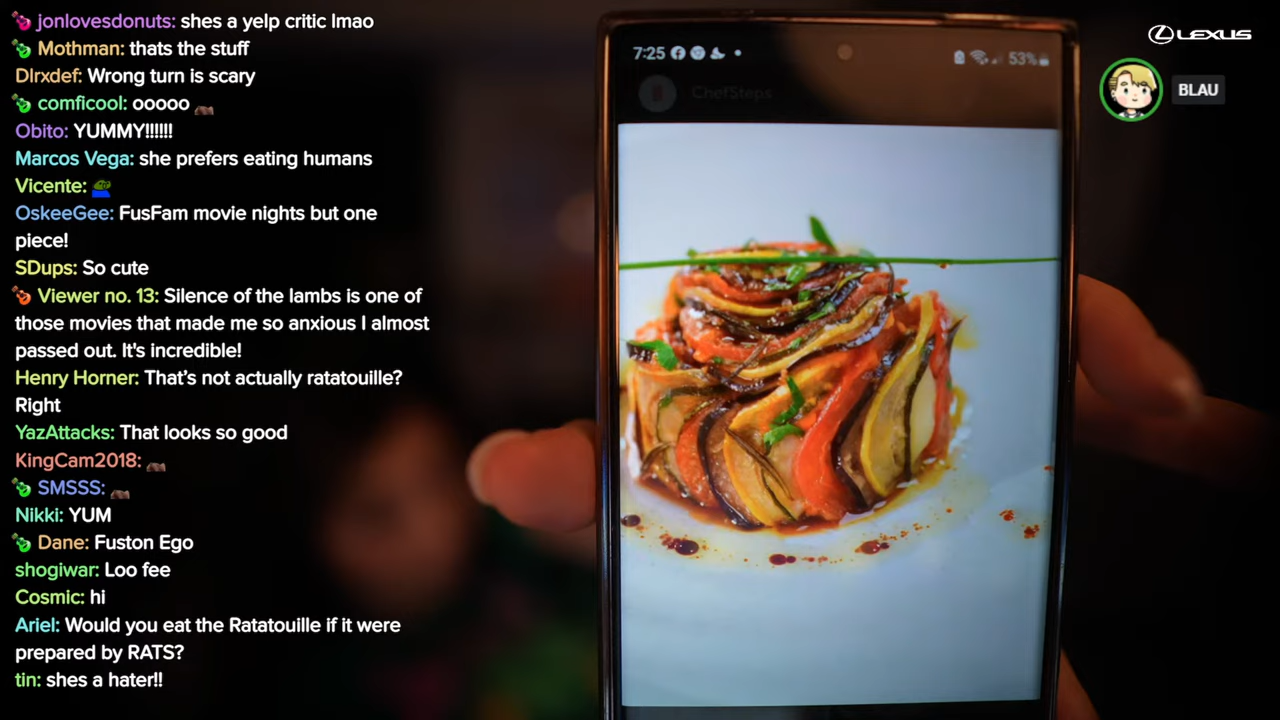 jonlovesdonuts: shes a yelp critic lmao
Mothman: thats the stuff
Dlrxdef: Wrong turn is scary
comficool: ooooo
Obito: YUMMY!!!!!!
Marcos Vega: she prefers eating humans
Vicente:
OskeeGee: FusFam movie nights but one
piece!
SDups: So cute
Viewer no. 13: Silence of the lambs is one of
those movies that made me so anxious I almost
passed out. It's incredible!
Henry Horner: That’s not actually ratatouille?
Right
YazAttacks: That looks so good
KingCam2018:
SMSSS:
Nikki: YUM
Dane: Fuston Ego
shogiwar: Loo fee
Cosmic: hi
Ariel: Would you eat the Ratatouille if it were
prepared by RATS?
tin: shes a hater!!
7:25
53%
ChefSteps
LEXUS
BLAU